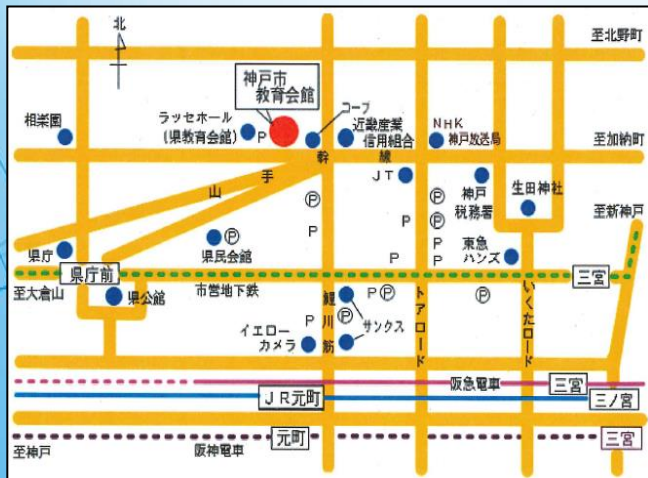 北
至北野町
神戸市
教育会館
相楽園
ラッセホール
(県教育会館)
P
コープ
近畿産業
信用組合
NHK
神戸放送局
至加納町
山手幹線
JT
神戸
税務署
生田神社
至新神戸
P
P
P
P
P
県庁
県民会館
P
P
P
P
東急
ハンズ
県庁前
三宮
至大倉山
県公館
市営地下鉄
鯉川筋
P
P
P
トアロード
いくたロード
P
P
サンクス
イエロー
カメラ
阪急電車
三宮
JR元町
三ノ宮
元町
三宮
至神戸
阪神電車